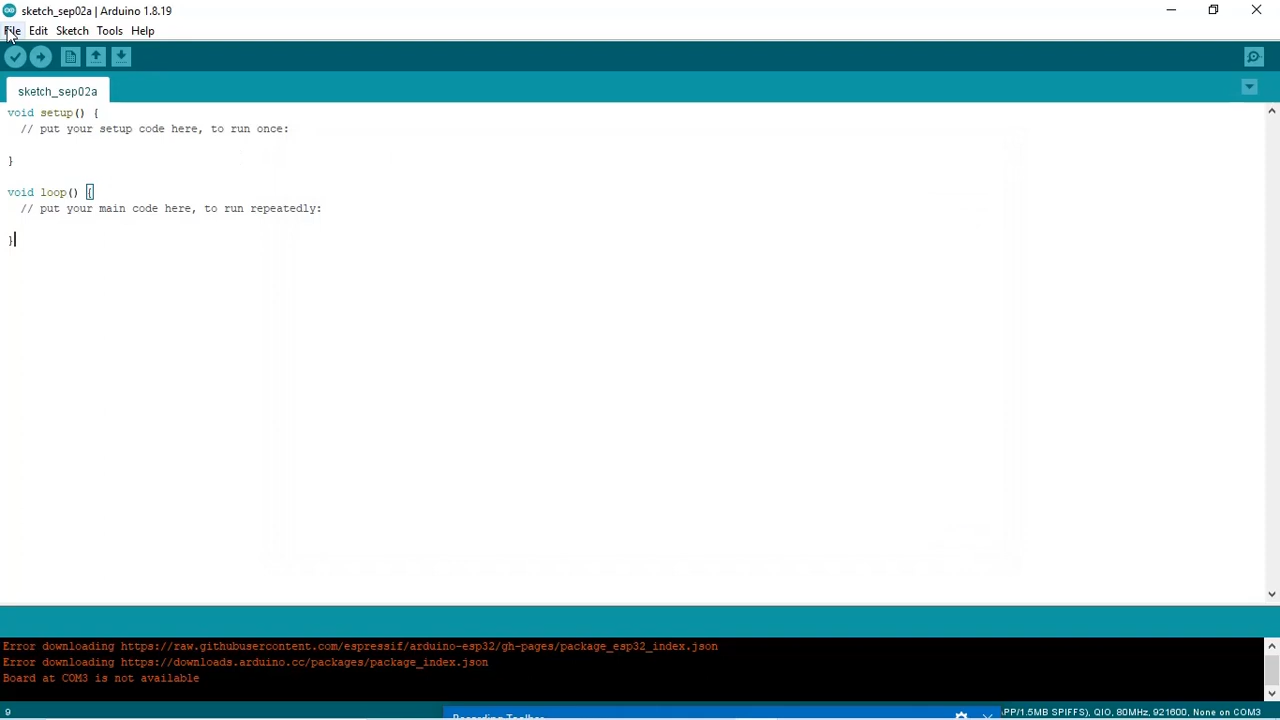 sketch_sep02a | Arduino 1.8.19
File Edit Sketch Tools Help
sketch_sep02a
void setup() {
// put your setup code here, to run once:
}
void loop() {
// put your main code here, to run repeatedly:
}
Error downloading https://raw.githubusercontent.com/espressif/arduino-esp32/gh-pages/package_esp32_index.json
Error downloading https://downloads.arduino.cc/packages/package_index.json
Board at COM3 is not available
9
Recording Toolbar
APP/1.5MB SPIFFS), QIO, 80MHz, 921600, None on COM3